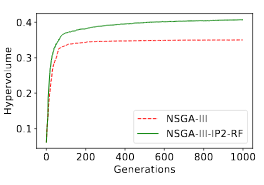 0.4
0.3
0.2
0.1
Hypervolume
0 200 400 600 800 1000
Generations
NSGA-III
NSGA-III-IP2-RF